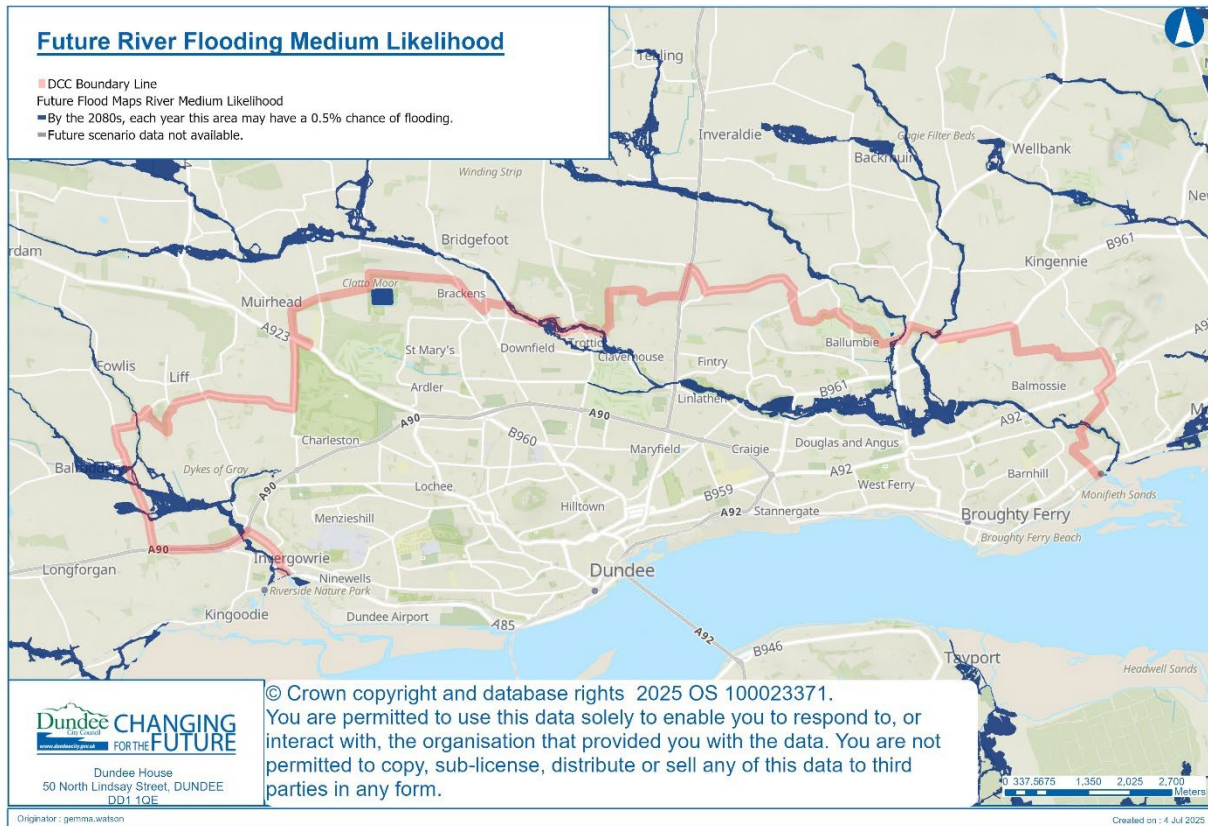 Future River Flooding Medium Likelihood
DCC Boundary Line
Future Flood Maps River Medium Likelihood
By the 2080s, each year this area may have a 0.5% chance of flooding.
Future scenario data not available.
Tealing
Inveraldie
Gagie Filter Beds
Backmuir
Wellbank
Winding Strip
Bridgefoot
B961
Kingennie
Clatto Moor
Brackens
Muirhead
A923
St Mary's
Downfield
Trottick
Claverhouse
Fintry
Ballumbie
Fowlis
Liff
Ardler
Linlathen
B961
Balmossie
A92
A90
A90
Charleston
B960
Maryfield
Craigie
Douglas and Angus
A92
Barnhill
Dykes of Gray
A90
Lochee
B959
West Ferry
Monifieth Sands
Menzieshill
Hilltown
A92
Stannergate
Broughty Ferry
Broughty Ferry Beach
A90
Longforgan
Invergowrie
Ninewells
Dundee
Riverside Nature Park
Kingoodie
Dundee Airport
A85
A92
B946
Tayport
Headwell Sands
Dundee
City Council
www.dundeecity.gov.uk
CHANGING
FOR THE FUTURE
Dundee House
50 North Lindsay Street, DUNDEE
DD1 1QE
© Crown copyright and database rights 2025 OS 100023371.
You are permitted to use this data solely to enable you to respond to, or
interact with, the organisation that provided you with the data. You are not
permitted to copy, sub-license, distribute or sell any of this data to third
parties in any form.
0 337.5675 1,350 2,025 2,700
Meters
Originator : gemma.watson
Created on : 4 Jul 2025